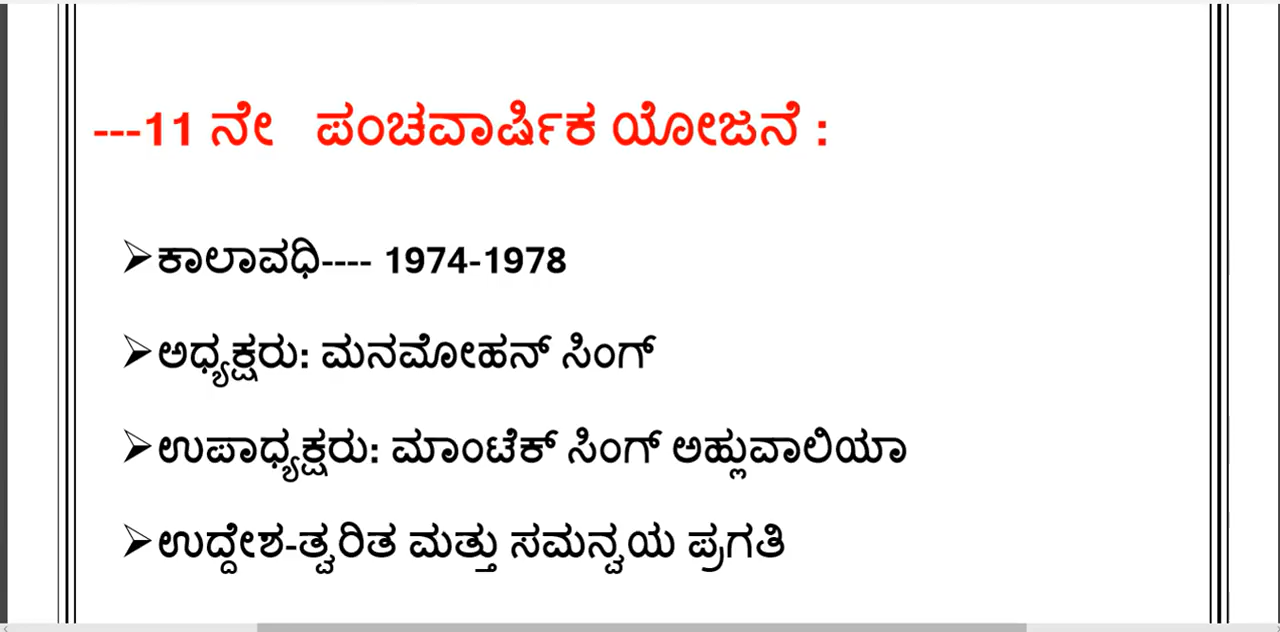 ---11 ನೇ ಪಂಚವಾರ್ಷಿಕ ಯೋಜನೆ :
➢ಕಾಲಾವಧಿ---- 1974-1978
➢ಅಧ್ಯಕ್ಷರು: ಮನಮೋಹನ್ ಸಿಂಗ್
➢ಉಪಾಧ್ಯಕ್ಷರು: ಮಾಂಟೆಕ್ ಸಿಂಗ್ ಅಹ್ಲುವಾಲಿಯಾ
➢ಉದ್ದೇಶ-ತ್ವರಿತ ಮತ್ತು ಸಮನ್ವಯ ಪ್ರಗತಿ